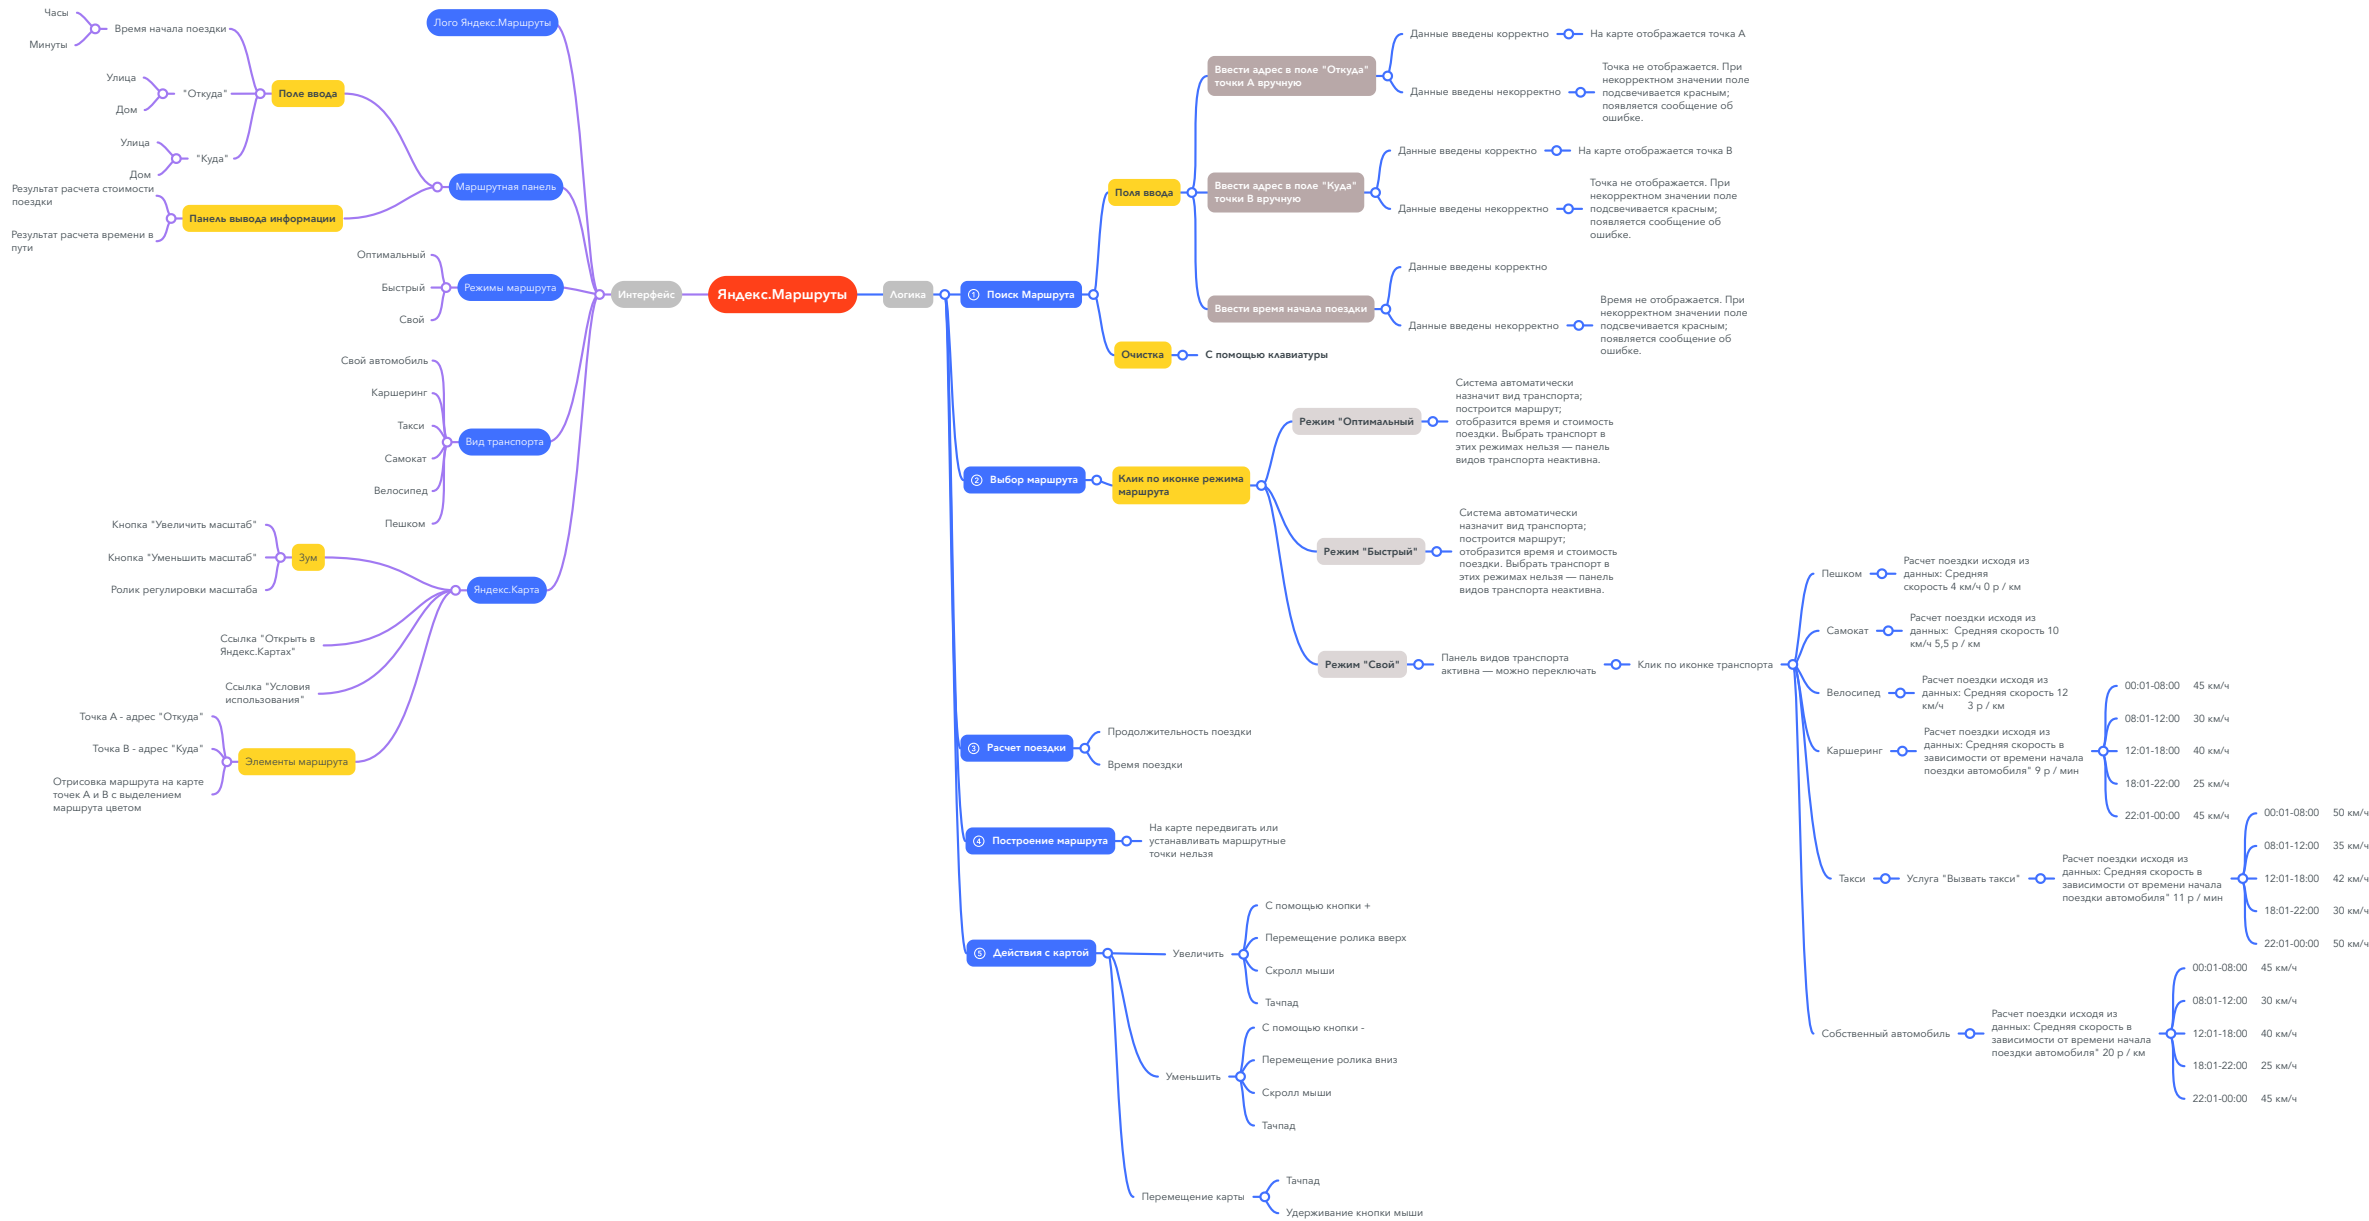 Яндекс.Маршруты
Интерфейс
Лого Яндекс.Маршруты
Маршрутная панель
Поле ввода
Время начала поездки
Часы
Минуты
"Откуда"
Улица
Дом
"Куда"
Улица
Дом
Панель вывода информации
Результат расчета стоимости
поездки
Результат расчета времени в
пути
Режимы маршрута
Оптимальный
Быстрый
Свой
Вид транспорта
Свой автомобиль
Каршеринг
Такси
Самокат
Велосипед
Пешком
Яндекс.Карта
Зум
Кнопка "Увеличить масштаб"
Кнопка "Уменьшить масштаб"
Ролик регулировки масштаба
Ссылка "Открыть в
Яндекс.Картах"
Ссылка "Условия
использования"
Элементы маршрута
Точка А - адрес "Откуда"
Точка В - адрес "Куда"
Отрисовка маршрута на карте
точек А и В с выделением
маршрута цветом
Логика
1 Поиск Маршрута
Поля ввода
Ввести адрес в поле "Откуда"
точки А вручную
Данные введены корректно
На карте отображается точка А
Данные введены некорректно
Точка не отображается. При
некорректном значении поле
подсвечивается красным;
появляется сообщение об
ошибке.
Ввести адрес в поле "Куда"
точки В вручную
Данные введены корректно
На карте отображается точка В
Данные введены некорректно
Точка не отображается. При
некорректном значении поле
подсвечивается красным;
появляется сообщение об
ошибке.
Ввести время начала поездки
Данные введены корректно
Данные введены некорректно
Время не отображается. При
некорректном значении поле
подсвечивается красным;
появляется сообщение об
ошибке.
Очистка
С помощью клавиатуры
2 Выбор маршрута
Клик по иконке режима
маршрута
Режим "Оптимальный
Система автоматически
назначит вид транспорта;
построится маршрут;
отобразится время и стоимость
поездки. Выбрать транспорт в
этих режимах нельзя — панель
видов транспорта неактивна.
Режим "Быстрый"
Система автоматически
назначит вид транспорта;
построится маршрут;
отобразится время и стоимость
поездки. Выбрать транспорт в
этих режимах нельзя — панель
видов транспорта неактивна.
Режим "Свой"
Панель видов транспорта
активна — можно переключать
Клик по иконке транспорта
Пешком
Расчет поездки исходя из
данных: Средняя
скорость 4 км/ч 0 р / км
Самокат
Расчет поездки исходя из
данных: Средняя скорость 10
км/ч 5,5 р / км
Велосипед
Расчет поездки исходя из
данных: Средняя скорость 12
км/ч 3 р / км
Каршеринг
Расчет поездки исходя из
данных: Средняя скорость в
зависимости от времени начала
поездки автомобиля" 9 р / мин
00:01-08:00 45 км/ч
08:01-12:00 30 км/ч
12:01-18:00 40 км/ч
18:01-22:00 25 км/ч
22:01-00:00 45 км/ч
Такси
Услуга "Вызвать такси"
Расчет поездки исходя из
данных: Средняя скорость в
зависимости от времени начала
поездки автомобиля" 11 р / мин
00:01-08:00 50 км/ч
08:01-12:00 35 км/ч
12:01-18:00 42 км/ч
18:01-22:00 30 км/ч
22:01-00:00 50 км/ч
Собственный автомобиль
Расчет поездки исходя из
данных: Средняя скорость в
зависимости от времени начала
поездки автомобиля" 20 р / км
00:01-08:00 45 км/ч
08:01-12:00 30 км/ч
12:01-18:00 40 км/ч
18:01-22:00 25 км/ч
22:01-00:00 45 км/ч
3 Расчет поездки
Продолжительность поездки
Время поездки
4 Построение маршрута
На карте передвигать или
устанавливать маршрутные
точки нельзя
5 Действия с картой
Увеличить
С помощью кнопки +
Перемещение ролика вверх
Скролл мыши
Тачпад
Уменьшить
С помощью кнопки -
Перемещение ролика вниз
Скролл мыши
Тачпад
Перемещение карты
Тачпад
Удерживание кнопки мыши